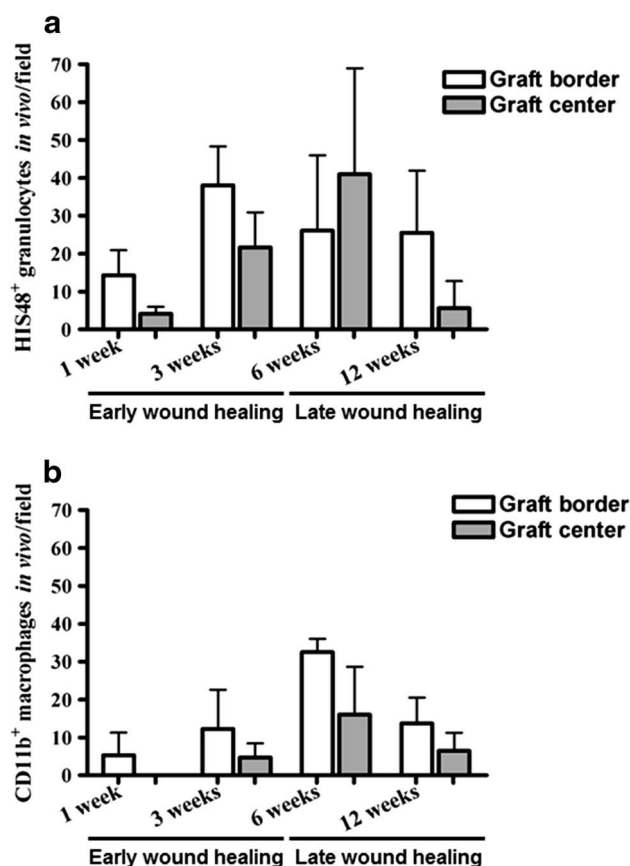 a
HIS48⁺ granulocytes in vivo/field
70
60
50
40
30
20
10
0
Graft border
Graft center
1 week
3 weeks
6 weeks
12 weeks
Early wound healing
Late wound healing
b
CD11b⁺ macrophages in vivo/field
70
60
50
40
30
20
10
0
Graft border
Graft center
1 week
3 weeks
6 weeks
12 weeks
Early wound healing
Late wound healing